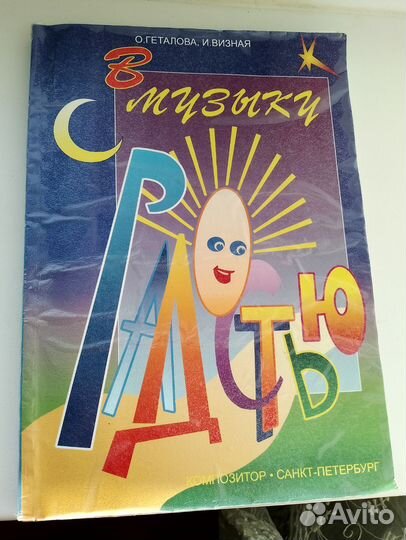 О.ГЕТАЛОВА, И.ВИЗНАЯ
В
МУЗЫКУ
С
РАДОСТЬЮ
КОМПОЗИТОР • САНКТ-ПЕТЕРБУРГ
Avito